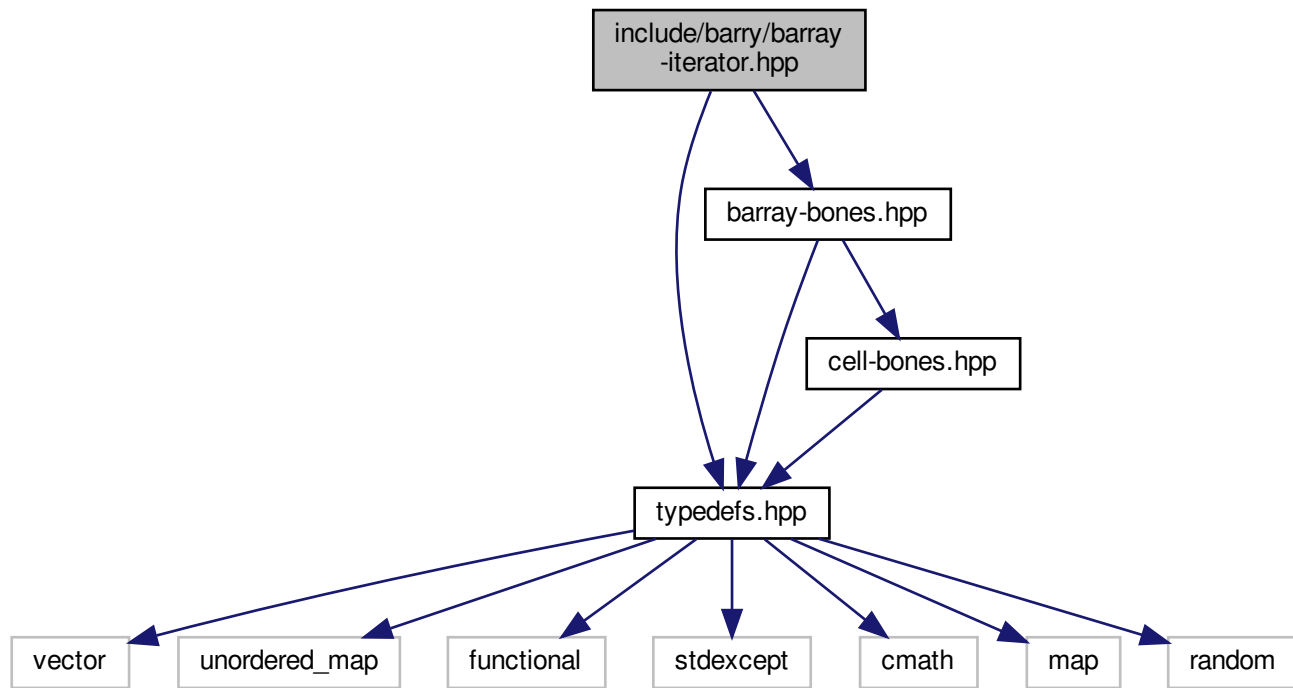 include/barry/barray
-iterator.hpp
barray-bones.hpp
cell-bones.hpp
typedefs.hpp
vector
unordered_map
functional
stdexcept
cmath
map
random